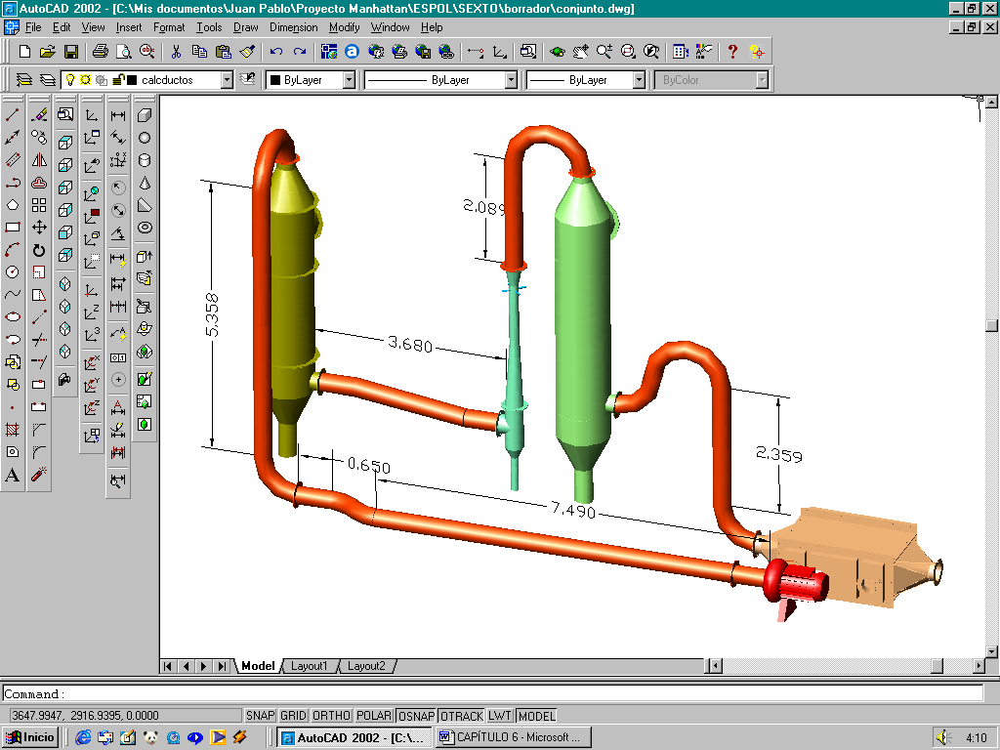 AutoCAD 2002 - [C:\Mis documentos\Juan Pablo\Proyecto Manhattan\ESPOL\SEXTO\borrador\conjunto.dwg]
File Edit View Insert Format Tools Draw Dimension Modify Window Help
calcductos ByLayer ByLayer ByLayer ByColor
2.089
5.358
3.680
2.359
0.650
7.490
A
Model Layout1 Layout2
Command:
3647.9947, 2916.9395, 0.0000 SNAP GRID ORTHO POLAR OSNAP OTRACK LWT MODEL
Inicio AutoCAD 2002 - [C:\... CAPÍTULO 6 - Microsoft ... 4:10